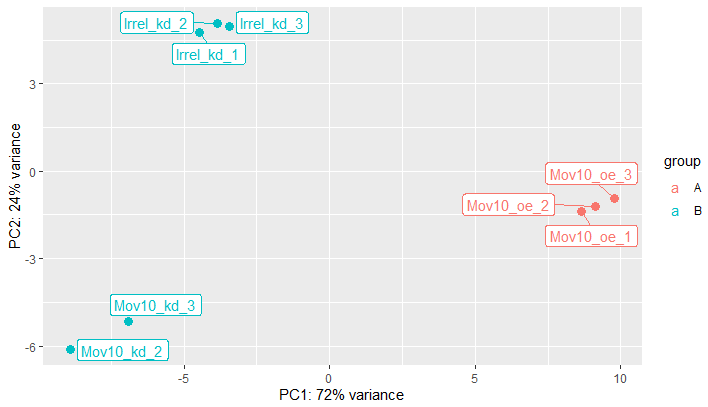 Irrel_kd_2
Irrel_kd_3
Irrel_kd_1
3
0
-3
-6
PC2: 24% variance
Mov10_oe_3
Mov10_oe_2
Mov10_oe_1
Mov10_kd_3
Mov10_kd_2
-5
0
5
10
PC1: 72% variance
group
a A
a B